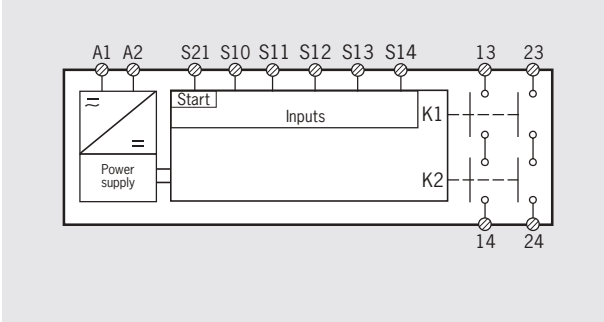 A1 A2 S21 S10 S11 S12 S13 S14 13 23
Start
Inputs
K1
Power
supply
K2
14 24